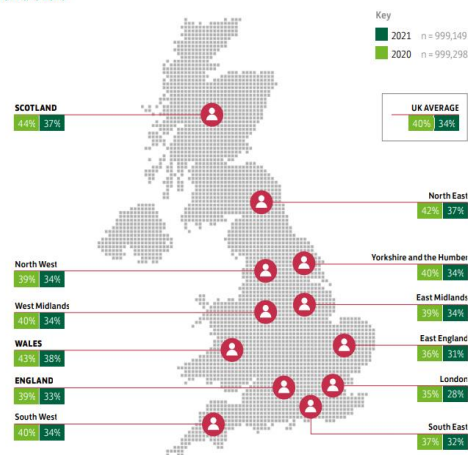 Key
2021 n = 999,149
2020 n = 999,298
SCOTLAND
44% 37%
UK AVERAGE
40% 34%
North East
42% 37%
North West
39% 34%
Yorkshire and the Humber
40% 34%
West Midlands
40% 34%
East Midlands
39% 34%
WALES
43% 38%
East England
36% 31%
ENGLAND
39% 33%
London
35% 28%
South West
40% 34%
South East
37% 32%